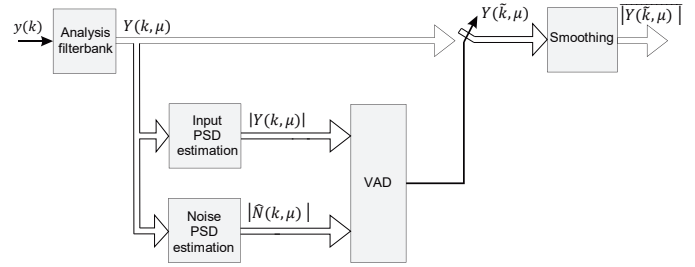 y(k)
Analysis
filterbank
Y(k, μ)
Y(k̃, μ)
Smoothing
|Y(k̃, μ)|
Input
PSD
estimation
|Y(k, μ)|
VAD
Noise
PSD
estimation
|N̂(k, μ)|